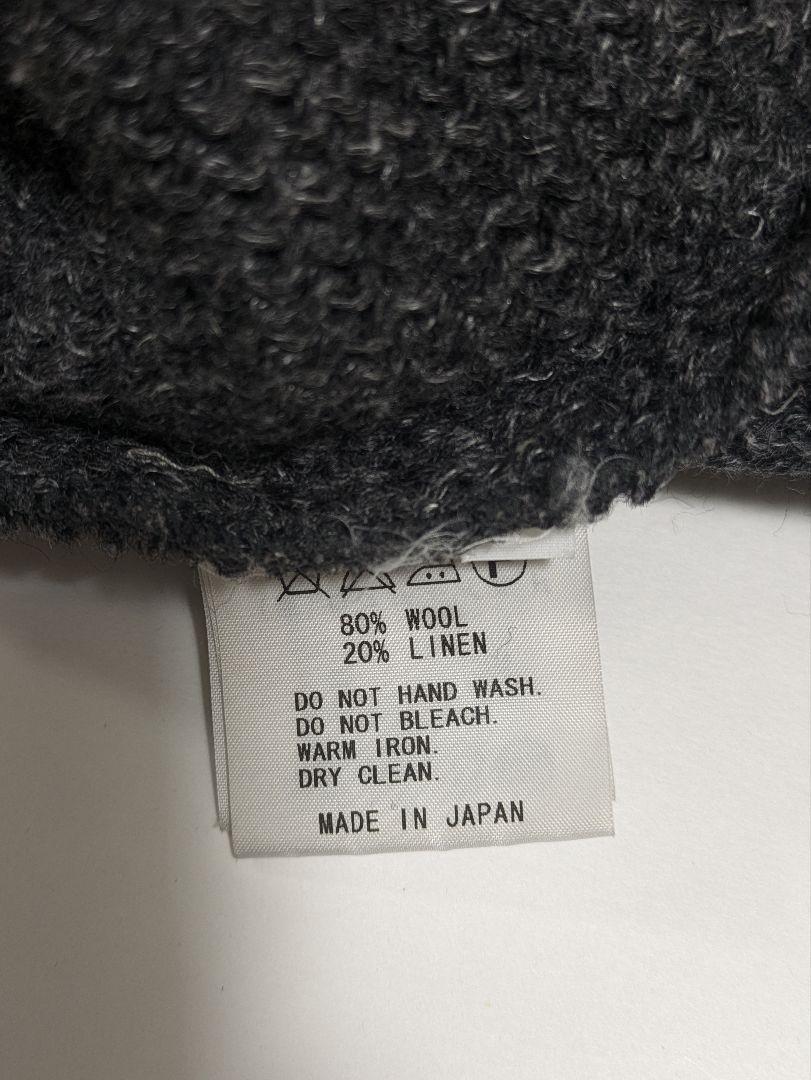 80% WOOL
20% LINEN
DO NOT HAND WASH.
DO NOT BLEACH.
WARM IRON.
DRY CLEAN.
MADE IN JAPAN